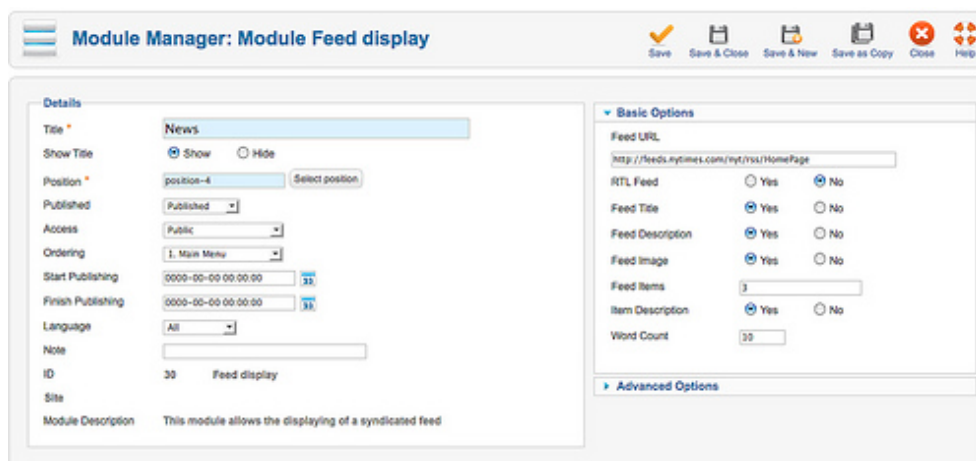 Module Manager: Module Feed display
Save
Save & Close
Save & New
Save as Copy
Close
Help
Details
Title *
News
Show Title
Show
Hide
Position *
position-4
Select position
Published
Published
Access
Public
Ordering
1. Main Menu
Start Publishing
0000-00-00 00:00:00
Finish Publishing
0000-00-00 00:00:00
Language
All
Note
ID
30 Feed display
Site
Module Description
This module allows the displaying of a syndicated feed
Basic Options
Feed URL
http://feeds.nytimes.com/nyt/rss/HomePage
RTL Feed
Yes
No
Feed Title
Yes
No
Feed Description
Yes
No
Feed Image
Yes
No
Feed Items
3
Item Description
Yes
No
Word Count
Advanced Options